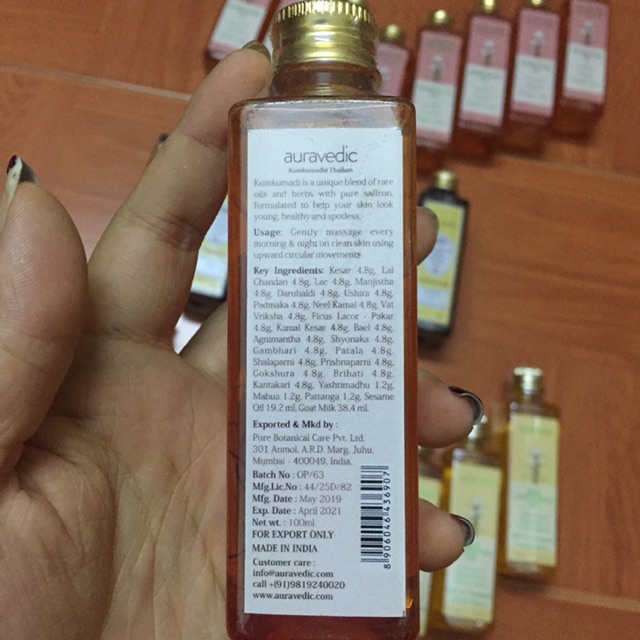 auravedic
Kumkumadhi Thailam
Kumkumadi is a unique blend of rare
oils and herbs, with pure saffron,
formulated to help your skin look
young, healthy and spotless.
Usage: Gently massage every
morning & night on clean skin using
upward circular movements
Key Ingredients: Kesar 4.8g, Lal
Chandan 4.8g, Lac 4.8g, Manjistha
4.8g, Daruhaldi 4.8g, Ushira 4.8g,
Padmaka 4.8g, Neel Kamal 4.8g, Vat
Vriksha 4.8g, Ficus Lacor - Pakar
4.8g, Kamal Kesar 4.8g, Bael 4.8g,
Agnimantha 4.8g, Shyonaka 4.8g,
Gambhari 4.8g, Patala 4.8g,
Shalaparni 4.8g, Prishnaparni 4.8g,
Gokshura 4.8g, Brihati 4.8g,
Kantakari 4.8g, Yashtimadhu 1.2g,
Mahua 1.2g, Pattanga 1.2g, Sesame
Oil 19.2 ml, Goat Milk 38.4 ml.
Exported & Mkd by :
Pure Botanical Care Pvt. Ltd.
301 Anmol, A.R.D. Marg, Juhu,
Mumbai - 400049, India.
Batch No : OP/63
Mfg.Lic.No : 44/25D/82
Mfg. Date : May 2019
Exp. Date : April 2021
Net wt. : 100ml
FOR EXPORT ONLY
MADE IN INDIA
Customer care :
info@auravedic.com
call +(91)9819240020
www.auravedic.com
8906046436907